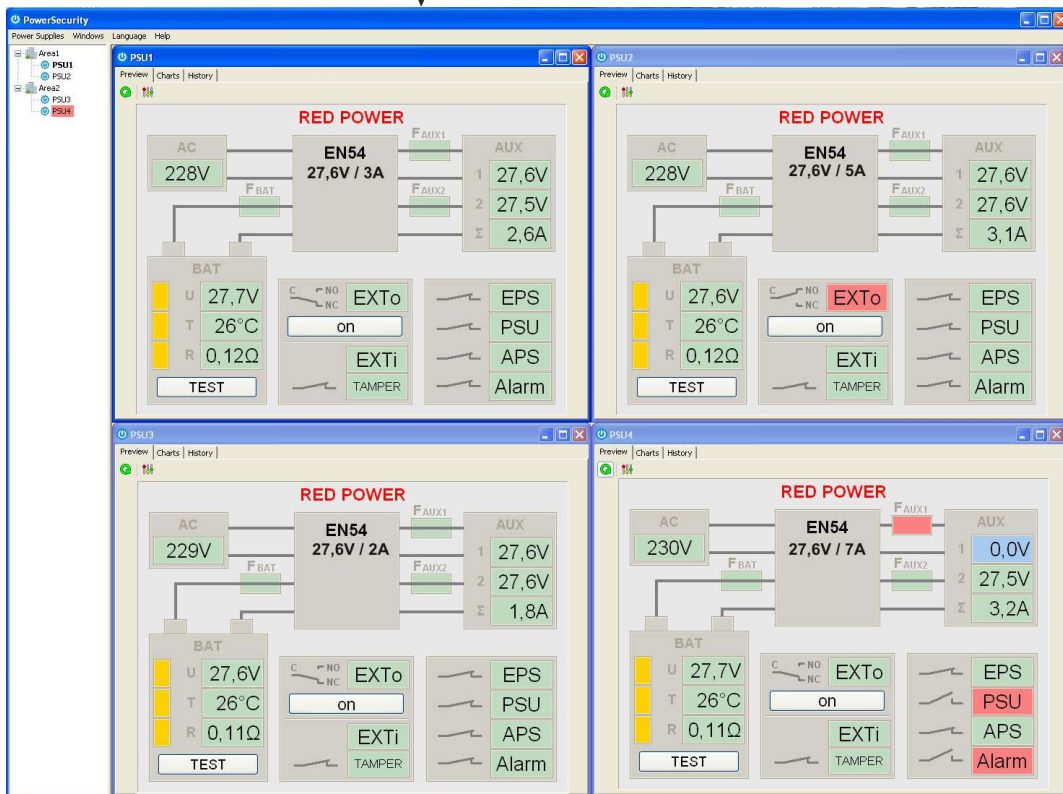 PowerSecurity
Power Supplies Windows Language Help
Area1
PSU1
PSU2
Area2
PSU3
PSU4
PSU1
Preview Charts History
RED POWER
AC
228V
EN54
27,6V / 3A
FAUX1
FAUX2
FBAT
AUX
1 27,6V
2 27,5V
Σ 2,6A
BAT
U 27,7V
T 26°C
R 0,12Ω
TEST
C NO NC EXTo
on
EXTi
TAMPER
EPS
PSU
APS
Alarm
PSU2
Preview Charts History
RED POWER
AC
228V
EN54
27,6V / 5A
FAUX1
FAUX2
FBAT
AUX
1 27,6V
2 27,6V
Σ 3,1A
BAT
U 27,6V
T 26°C
R 0,12Ω
TEST
C NO NC EXTo
on
EXTi
TAMPER
EPS
PSU
APS
Alarm
PSU3
Preview Charts History
RED POWER
AC
229V
EN54
27,6V / 2A
FAUX1
FAUX2
FBAT
AUX
1 27,6V
2 27,6V
Σ 1,8A
BAT
U 27,6V
T 26°C
R 0,11Ω
TEST
C NO NC EXTo
on
EXTi
TAMPER
EPS
PSU
APS
Alarm
PSU4
Preview Charts History
RED POWER
AC
230V
EN54
27,6V / 7A
FAUX1
FAUX2
FBAT
AUX
1 0,0V
2 27,5V
Σ 3,2A
BAT
U 27,7V
T 26°C
R 0,11Ω
TEST
C NO NC EXTo
on
EXTi
TAMPER
EPS
PSU
APS
Alarm